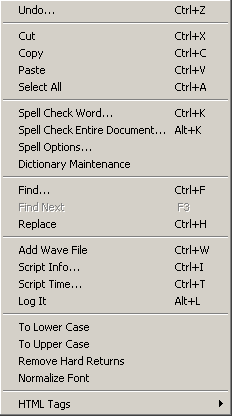 Undo... Ctrl+Z
Cut Ctrl+X
Copy Ctrl+C
Paste Ctrl+V
Select All Ctrl+A
Spell Check Word... Ctrl+K
Spell Check Entire Document... Alt+K
Spell Options...
Dictionary Maintenance
Find... Ctrl+F
Find Next F3
Replace Ctrl+H
Add Wave File Ctrl+W
Script Info... Ctrl+I
Script Time... Ctrl+T
Log It Alt+L
To Lower Case
To Upper Case
Remove Hard Returns
Normalize Font
HTML Tags